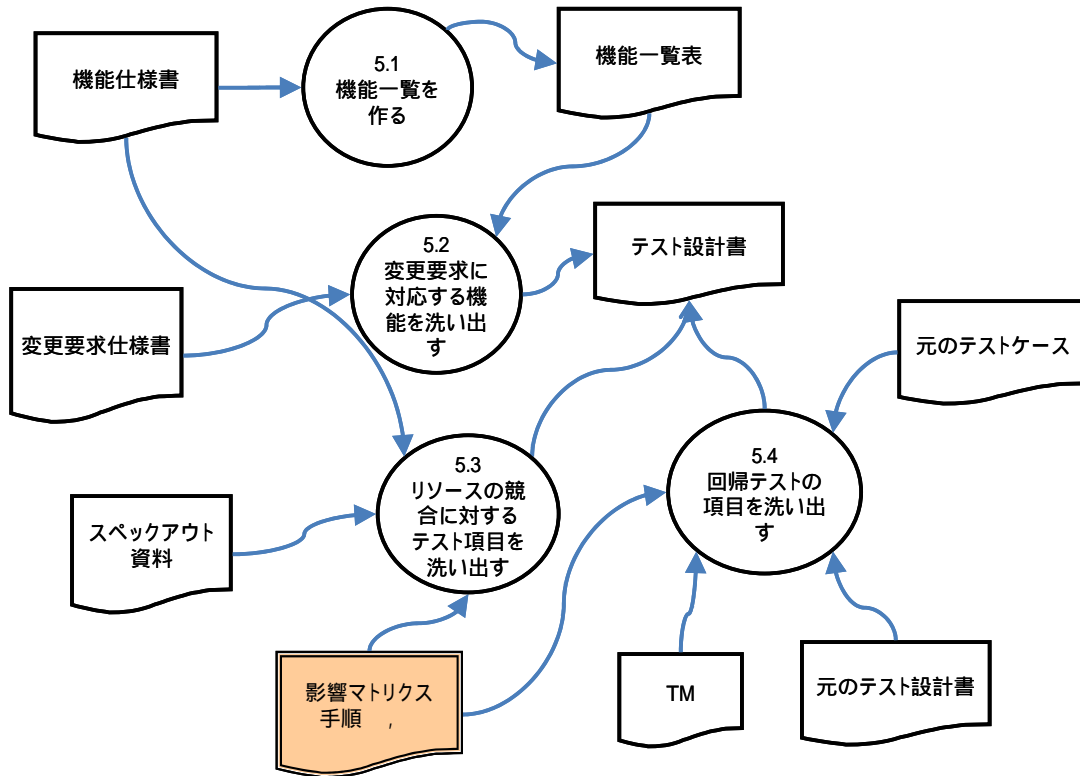 機能仕様書
5.1
機能一覧を
作る
機能一覧表
5.2
変更要求に
対応する機
能を洗い出
す
テスト設計書
変更要求仕様書
元のテストケース
5.3
リソースの競
合に対する
テスト項目を
洗い出す
5.4
回帰テストの
項目を洗い出
す
スペックアウト
資料
影響マトリクス
手順 ,
TM
元のテスト設計書